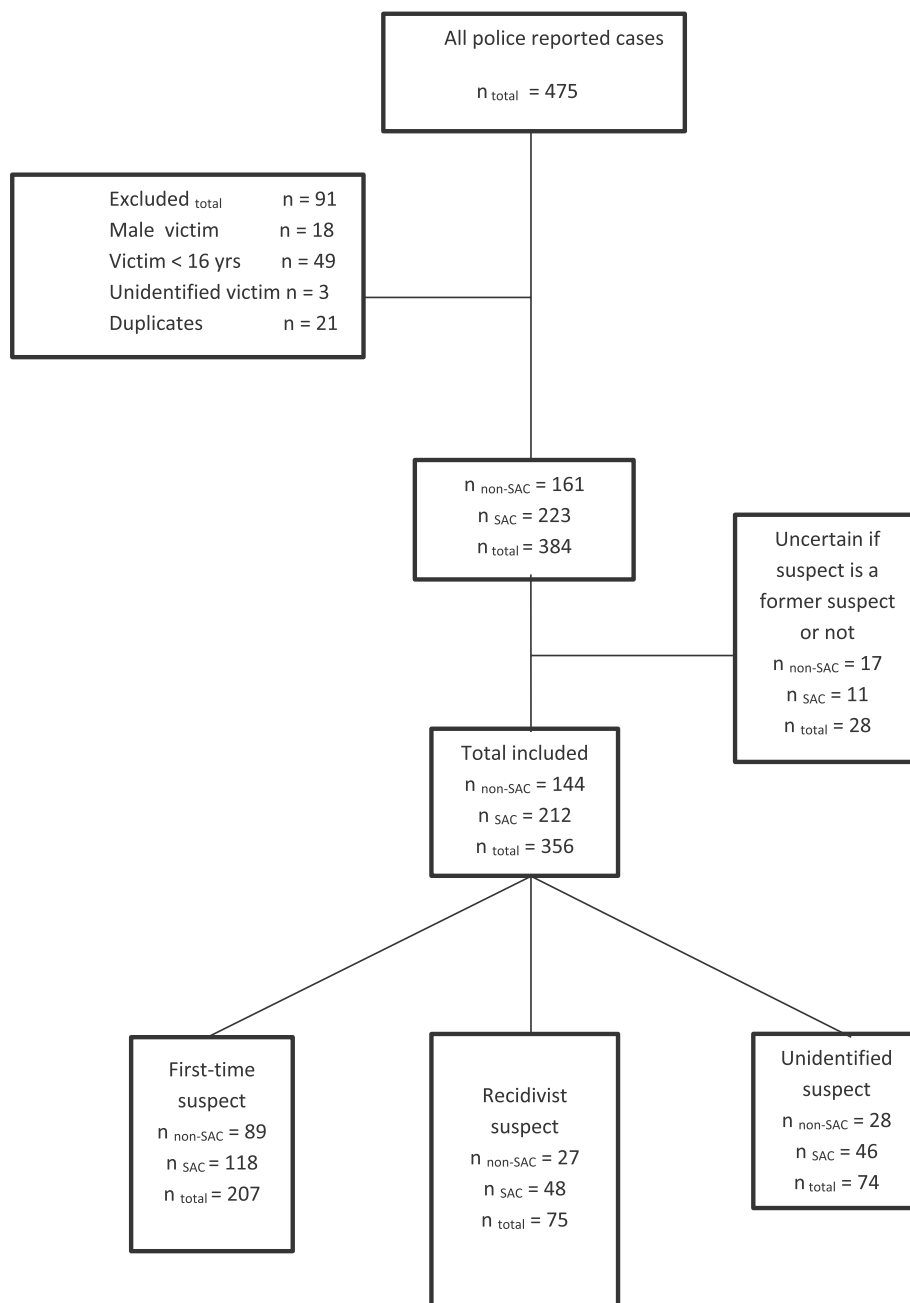 All police reported cases
n total = 475
Excluded total n = 91
Male victim n = 18
Victim < 16 yrs n = 49
Unidentified victim n = 3
Duplicates n = 21
n non-SAC = 161
n SAC = 223
n total = 384
Uncertain if
suspect is a
former suspect
or not
n non-SAC = 17
n SAC = 11
n total = 28
Total included
n non-SAC = 144
n SAC = 212
n total = 356
First-time
suspect
n non-SAC = 89
n SAC = 118
n total = 207
Recidivist
suspect
n non-SAC = 27
n SAC = 48
n total = 75
Unidentified
suspect
n non-SAC = 28
n SAC = 46
n total = 74